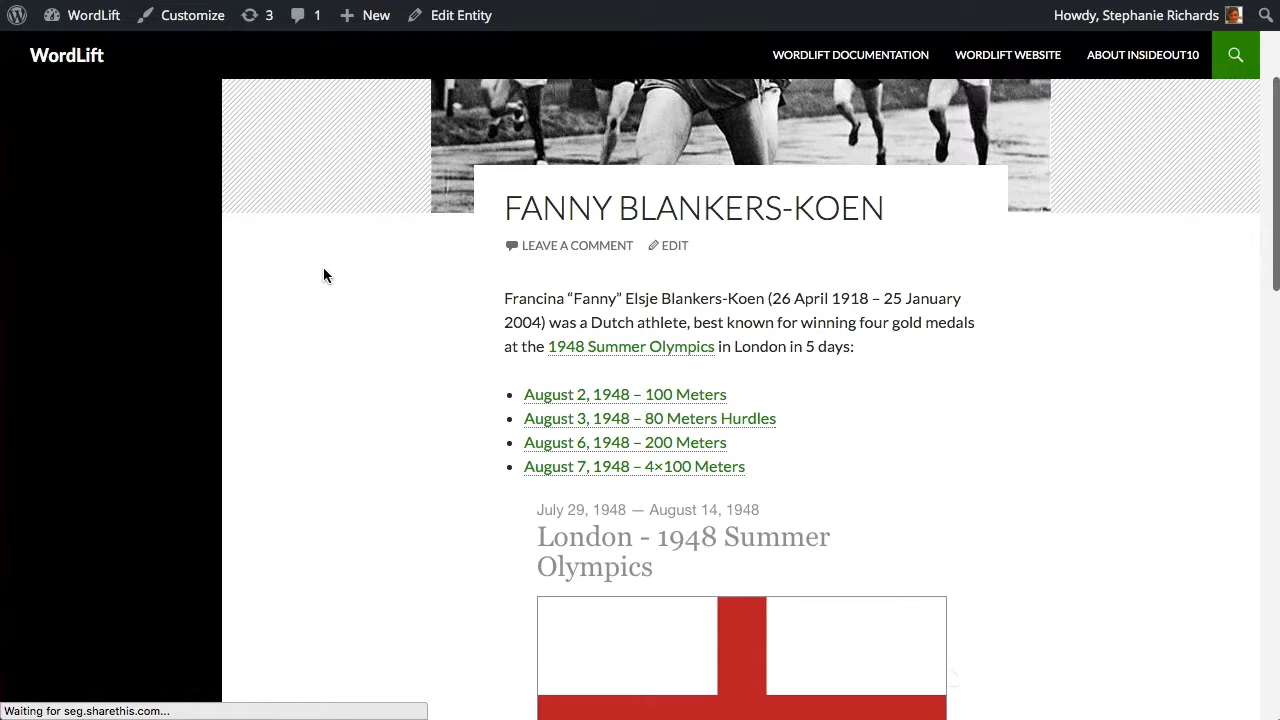 WordLift Customize 3 1 New Edit Entity Howdy, Stephanie Richards
WordLift WORDLIFT DOCUMENTATION WORDLIFT WEBSITE ABOUT INSIDEOUT10
FANNY BLANKERS-KOEN
LEAVE A COMMENT EDIT
Francina “Fanny” Elsje Blankers-Koen (26 April 1918 – 25 January
2004) was a Dutch athlete, best known for winning four gold medals
at the 1948 Summer Olympics in London in 5 days:
• August 2, 1948 – 100 Meters
• August 3, 1948 – 80 Meters Hurdles
• August 6, 1948 – 200 Meters
• August 7, 1948 – 4×100 Meters
July 29, 1948 — August 14, 1948
London - 1948 Summer
Olympics
Waiting for seg.sharethis.com...